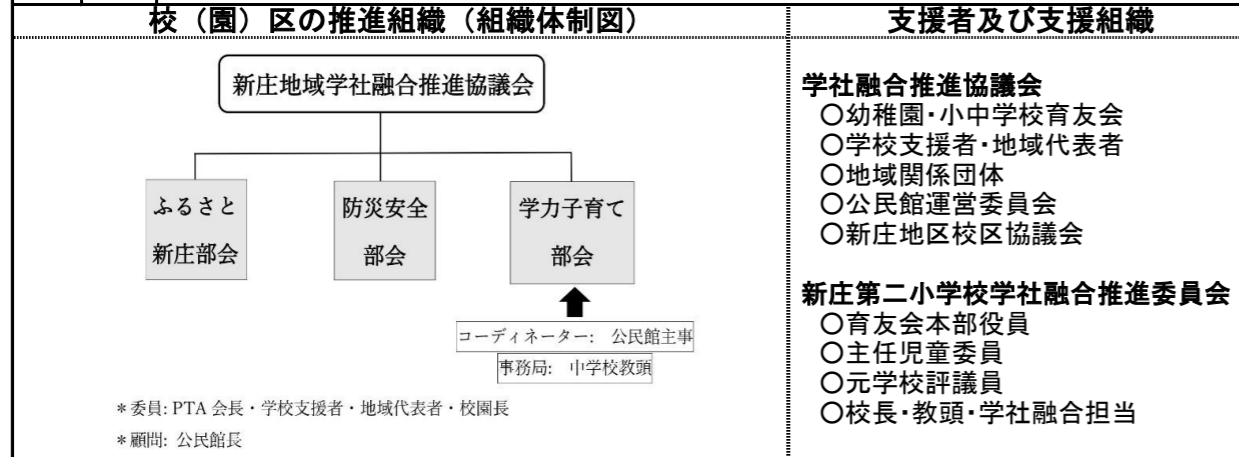 校（園）区の推進組織（組織体制図）
新庄地域学社融合推進協議会
ふるさと
新庄部会
防災安全
部会
学力子育て
部会
コーディネーター: 公民館主事
事務局: 中学校教頭
＊委員: PTA 会長・学校支援者・地域代表者・校園長
＊顧問: 公民館長
支援者及び支援組織
学社融合推進協議会
〇幼稚園・小中学校育友会
〇学校支援者・地域代表者
〇地域関係団体
〇公民館運営委員会
〇新庄地区校区協議会
新庄第二小学校学社融合推進委員会
〇育友会本部役員
〇主任児童委員
〇元学校評議員
〇校長・教頭・学社融合担当